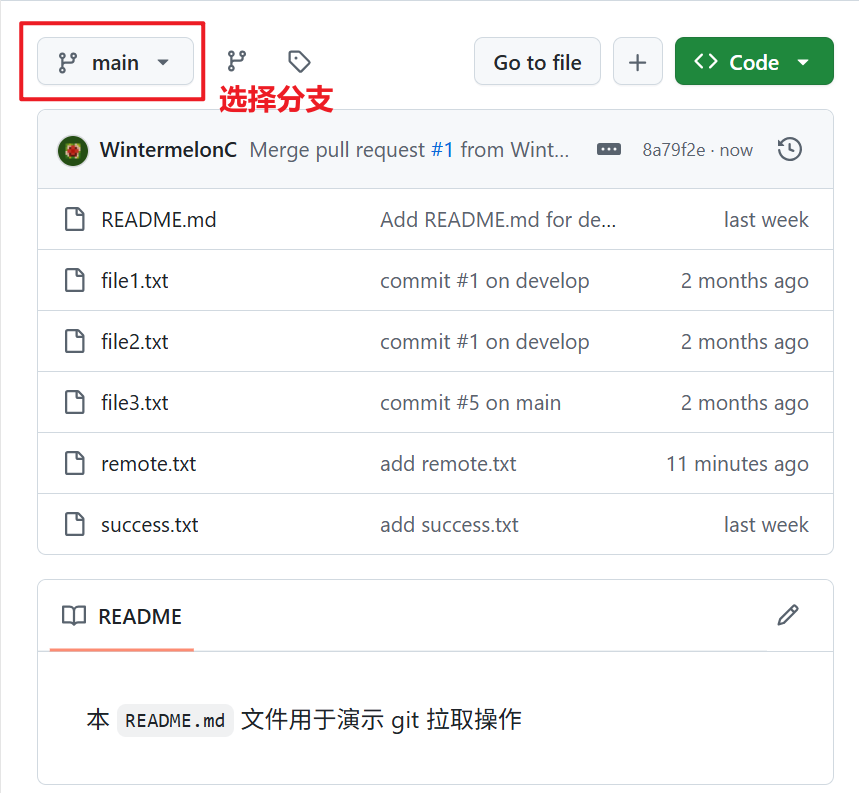 main
Go to file
Code
选择分支
WintermelonC Merge pull request #1 from Wint... 8a79f2e · now
README.md Add README.md for de... last week
file1.txt commit #1 on develop 2 months ago
file2.txt commit #1 on develop 2 months ago
file3.txt commit #5 on main 2 months ago
remote.txt add remote.txt 11 minutes ago
success.txt add success.txt last week
README
本 README.md 文件用于演示 git 拉取操作